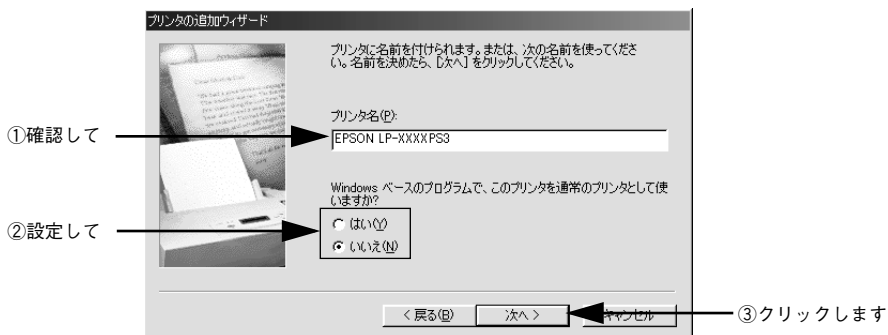 プリンタの追加ウィザード
プリンタに名前を付けられます。または、次の名前を使ってくださ
い。名前を決めたら、[次へ] をクリックしてください。
プリンタ名(P):
①確認して
EPSON LP-XXXXPS3
Windows ベースのプログラムで、このプリンタを通常のプリンタとして使
いますか?
はい(Y)
②設定して
いいえ(N)
< 戻る(B)
次へ >
キャンセル
③クリックします